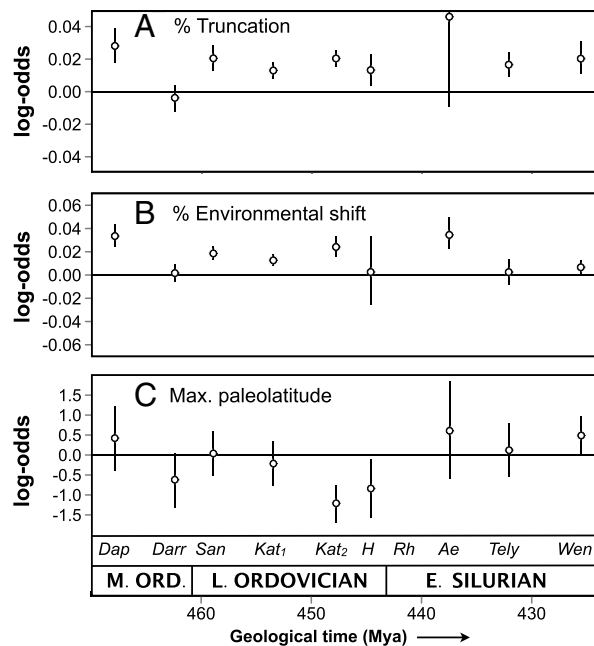 A % Truncation
0.04
0.02
0.00
-0.02
-0.04
log-odds
B % Environmental shift
0.06
0.04
0.02
0.00
-0.02
-0.04
-0.06
log-odds
C Max. paleolatitude
1.5
1.0
0.5
0.0
-0.5
-1.0
-1.5
log-odds
Dap Darr San Kat1 Kat2 H Rh Ae Tely Wen
M. ORD. L. ORDOVICIAN E. SILURIAN
460 450 440 430
Geological time (Mya)